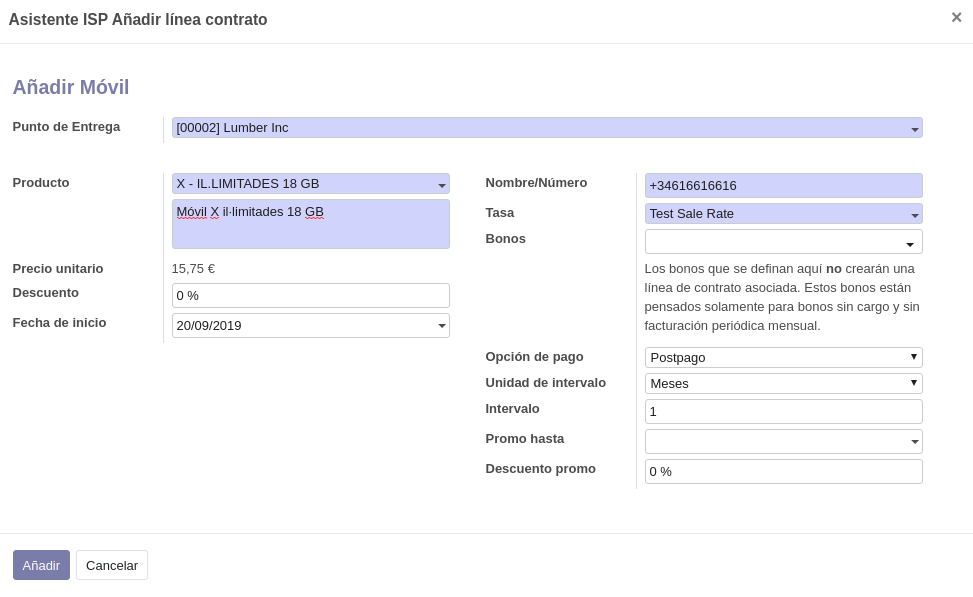 Asistente ISP Añadir línea contrato
×
Añadir Móvil
Punto de Entrega
[00002] Lumber Inc
Producto
X - IL.LIMITADES 18 GB
Móvil X il·limitades 18 GB
Precio unitario
15,75 €
Descuento
0 %
Fecha de inicio
20/09/2019
Nombre/Número
+34616616616
Tasa
Test Sale Rate
Bonos
Los bonos que se definan aquí no crearán una
línea de contrato asociada. Estos bonos están
pensados solamente para bonos sin cargo y sin
facturación periódica mensual.
Opción de pago
Postpago
Unidad de intervalo
Meses
Intervalo
1
Promo hasta
Descuento promo
0 %
Añadir
Cancelar